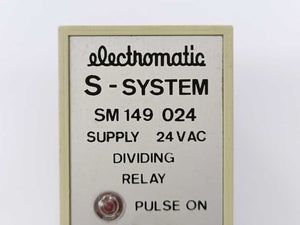 electromatic
S-SYSTEM
SM 149 024
SUPPLY 24 VAC
DIVIDING
RELAY
PULSE ON